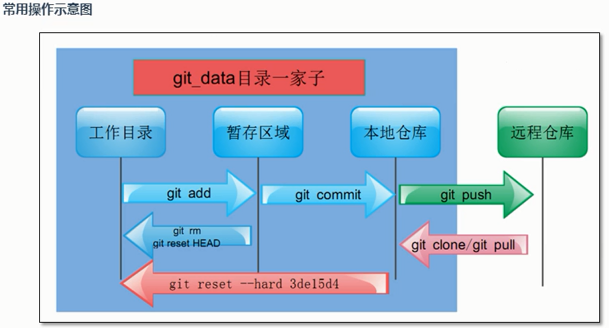 常用操作示意图
git_data目录一家子
工作目录
暂存区域
本地仓库
远程仓库
git add
git commit
git push
git rm
git reset HEAD
git clone/git pull
git reset --hard 3de15d4